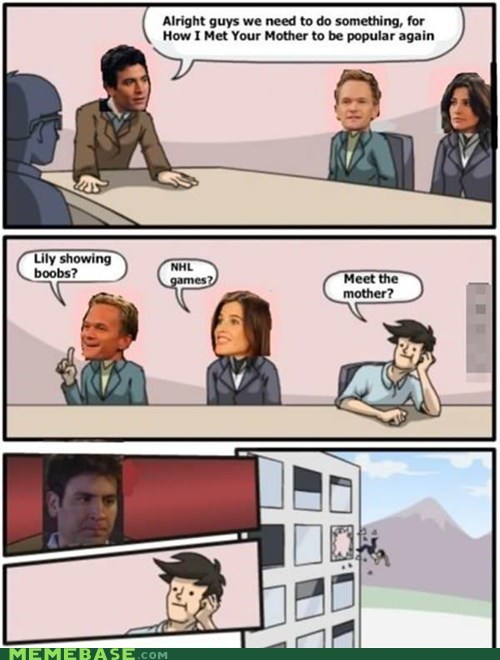 Alright guys we need to do something, for
How I Met Your Mother to be popular again
Lily showing
boobs?
NHL
games?
Meet the
mother?
MEMEBASE.COM